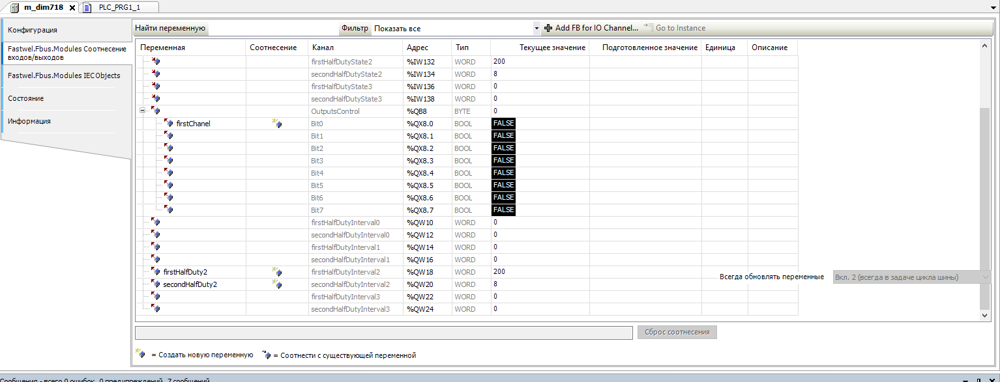 m_dim718 PLC_PRG1_1
Конфигурация
Fastwel.Fbus.Modules Соотнесение
входов/выходов
Fastwel.Fbus.Modules IECObjects
Состояние
Информация
Найти переменную Фильтр Показать все Add FB for IO Channel... Go to Instance
Переменная Соотнесение Канал Адрес Тип Текущее значение Подготовленное значение Единица Описание
firstHalfDutyState2 %IW132 WORD 200
secondHalfDutyState2 %IW134 WORD 8
firstHalfDutyState3 %IW136 WORD 0
secondHalfDutyState3 %IW138 WORD 0
OutputsControl %QB8 BYTE 0
firstChanel Bit0 %QX8.0 BOOL FALSE
Bit1 %QX8.1 BOOL FALSE
Bit2 %QX8.2 BOOL FALSE
Bit3 %QX8.3 BOOL FALSE
Bit4 %QX8.4 BOOL FALSE
Bit5 %QX8.5 BOOL FALSE
Bit6 %QX8.6 BOOL FALSE
Bit7 %QX8.7 BOOL FALSE
firstHalfDutyInterval0 %QW10 WORD 0
secondHalfDutyInterval0 %QW12 WORD 0
firstHalfDutyInterval1 %QW14 WORD 0
secondHalfDutyInterval1 %QW16 WORD 0
firstHalfDuty2 firstHalfDutyInterval2 %QW18 WORD 200
secondHalfDuty2 secondHalfDutyInterval2 %QW20 WORD 8
firstHalfDutyInterval3 %QW22 WORD 0
secondHalfDutyInterval3 %QW24 WORD 0
Всегда обновлять переменные Вкл. 2 (всегда в задаче цикла шины)
Сброс соотнесения
= Создать новую переменную = Соотнести с существующей переменной
Сообщения - всего 0 ошибок, 0 предупреждений, 7 сообщений